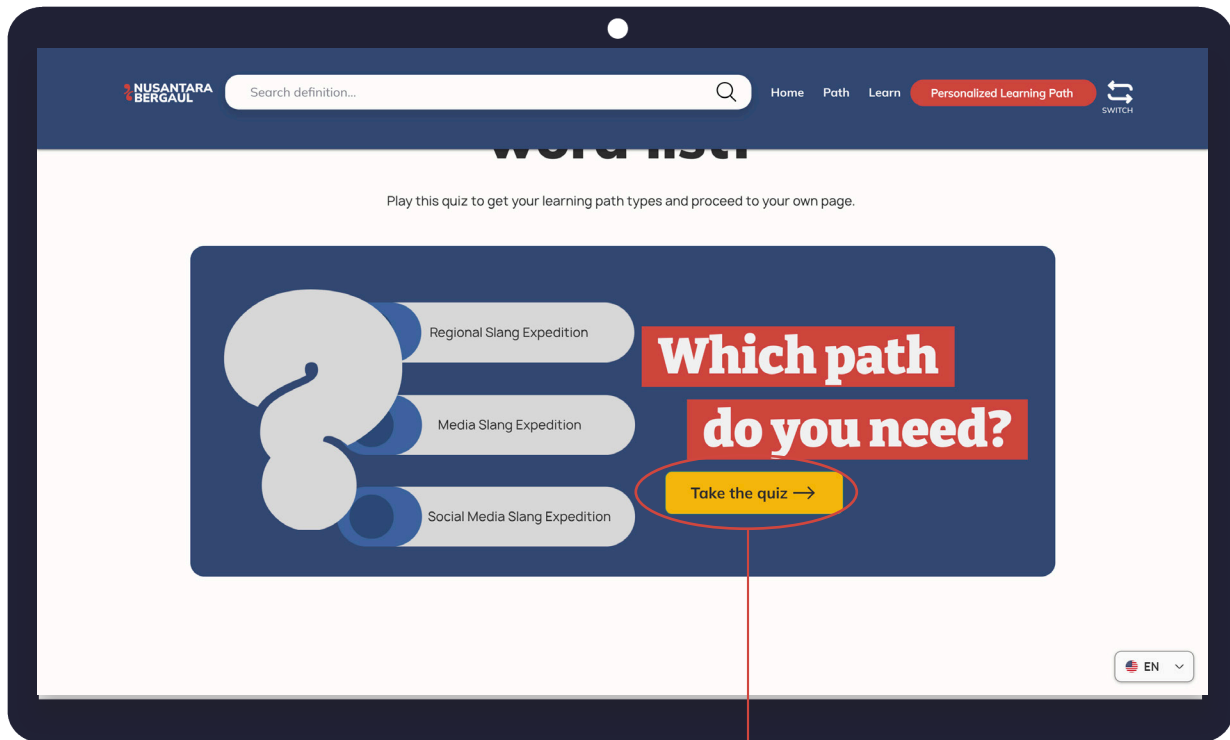 NUSANTARA
BERGAUL
Search definition...
Home
Path
Learn
Personalized Learning Path
SWITCH
word list?
Play this quiz to get your learning path types and proceed to your own page.
Regional Slang Expedition
Media Slang Expedition
Social Media Slang Expedition
Which path
do you need?
Take the quiz →
EN